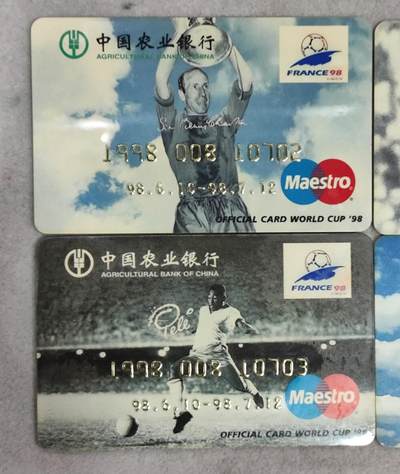 中国农业银行
AGRICULTURAL BANK OF CHINA
FRANCE 98
1998 008 10702
98.6.10-98.7.12
Maestro
OFFICIAL CARD WORLD CUP '98
中国农业银行
AGRICULTURAL BANK OF CHINA
FRANCE 98
Pelé
1998 008 10703
98.6.10-98.7.12
Maestro
OFFICIAL CARD WORLD CUP '98